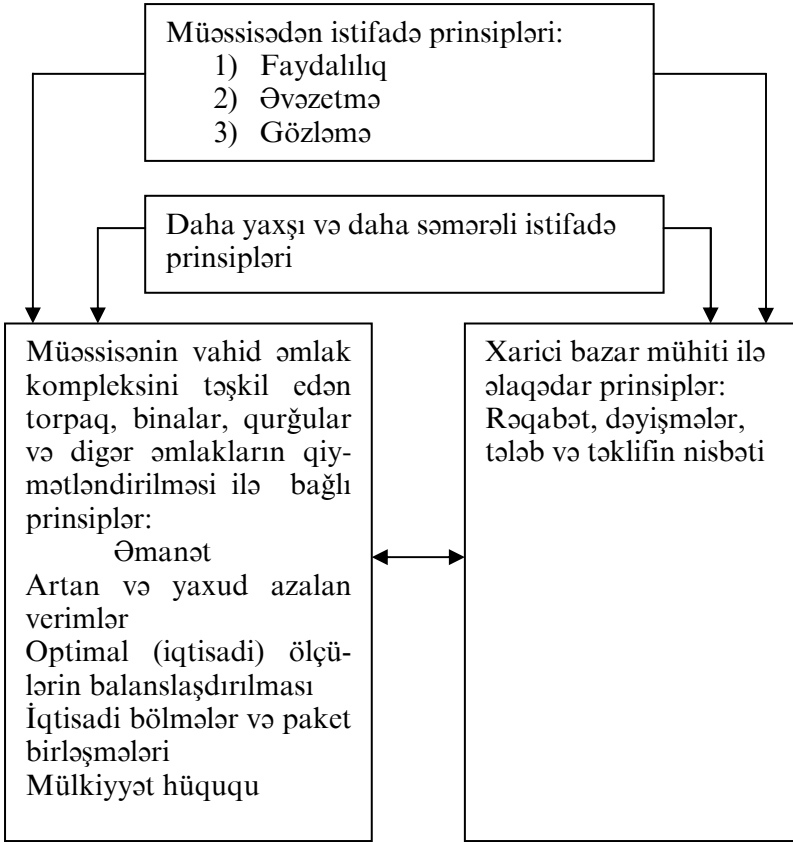 Müəssisədən istifadə prinsipləri:
1) Faydalılıq
2) Əvəzetmə
3) Gözləmə
Daha yaxşı və daha səmərəli istifadə
prinsipləri
Müəssisənin vahid əmlak
kompleksini təşkil edən
torpaq, binalar, qurğular
və digər əmlakların qiy-
mətləndirilməsi ilə bağlı
prinsiplər:
Əmanət
Artan və yaxud azalan
verimlər
Optimal (iqtisadi) ölçü-
lərin balanslaşdırılması
İqtisadi bölmələr və paket
birləşmələri
Mülkiyyət hüququ
Xarici bazar mühiti ilə
əlaqədar prinsiplər:
Rəqabət, dəyişmələr,
tələb və təklifin nisbəti